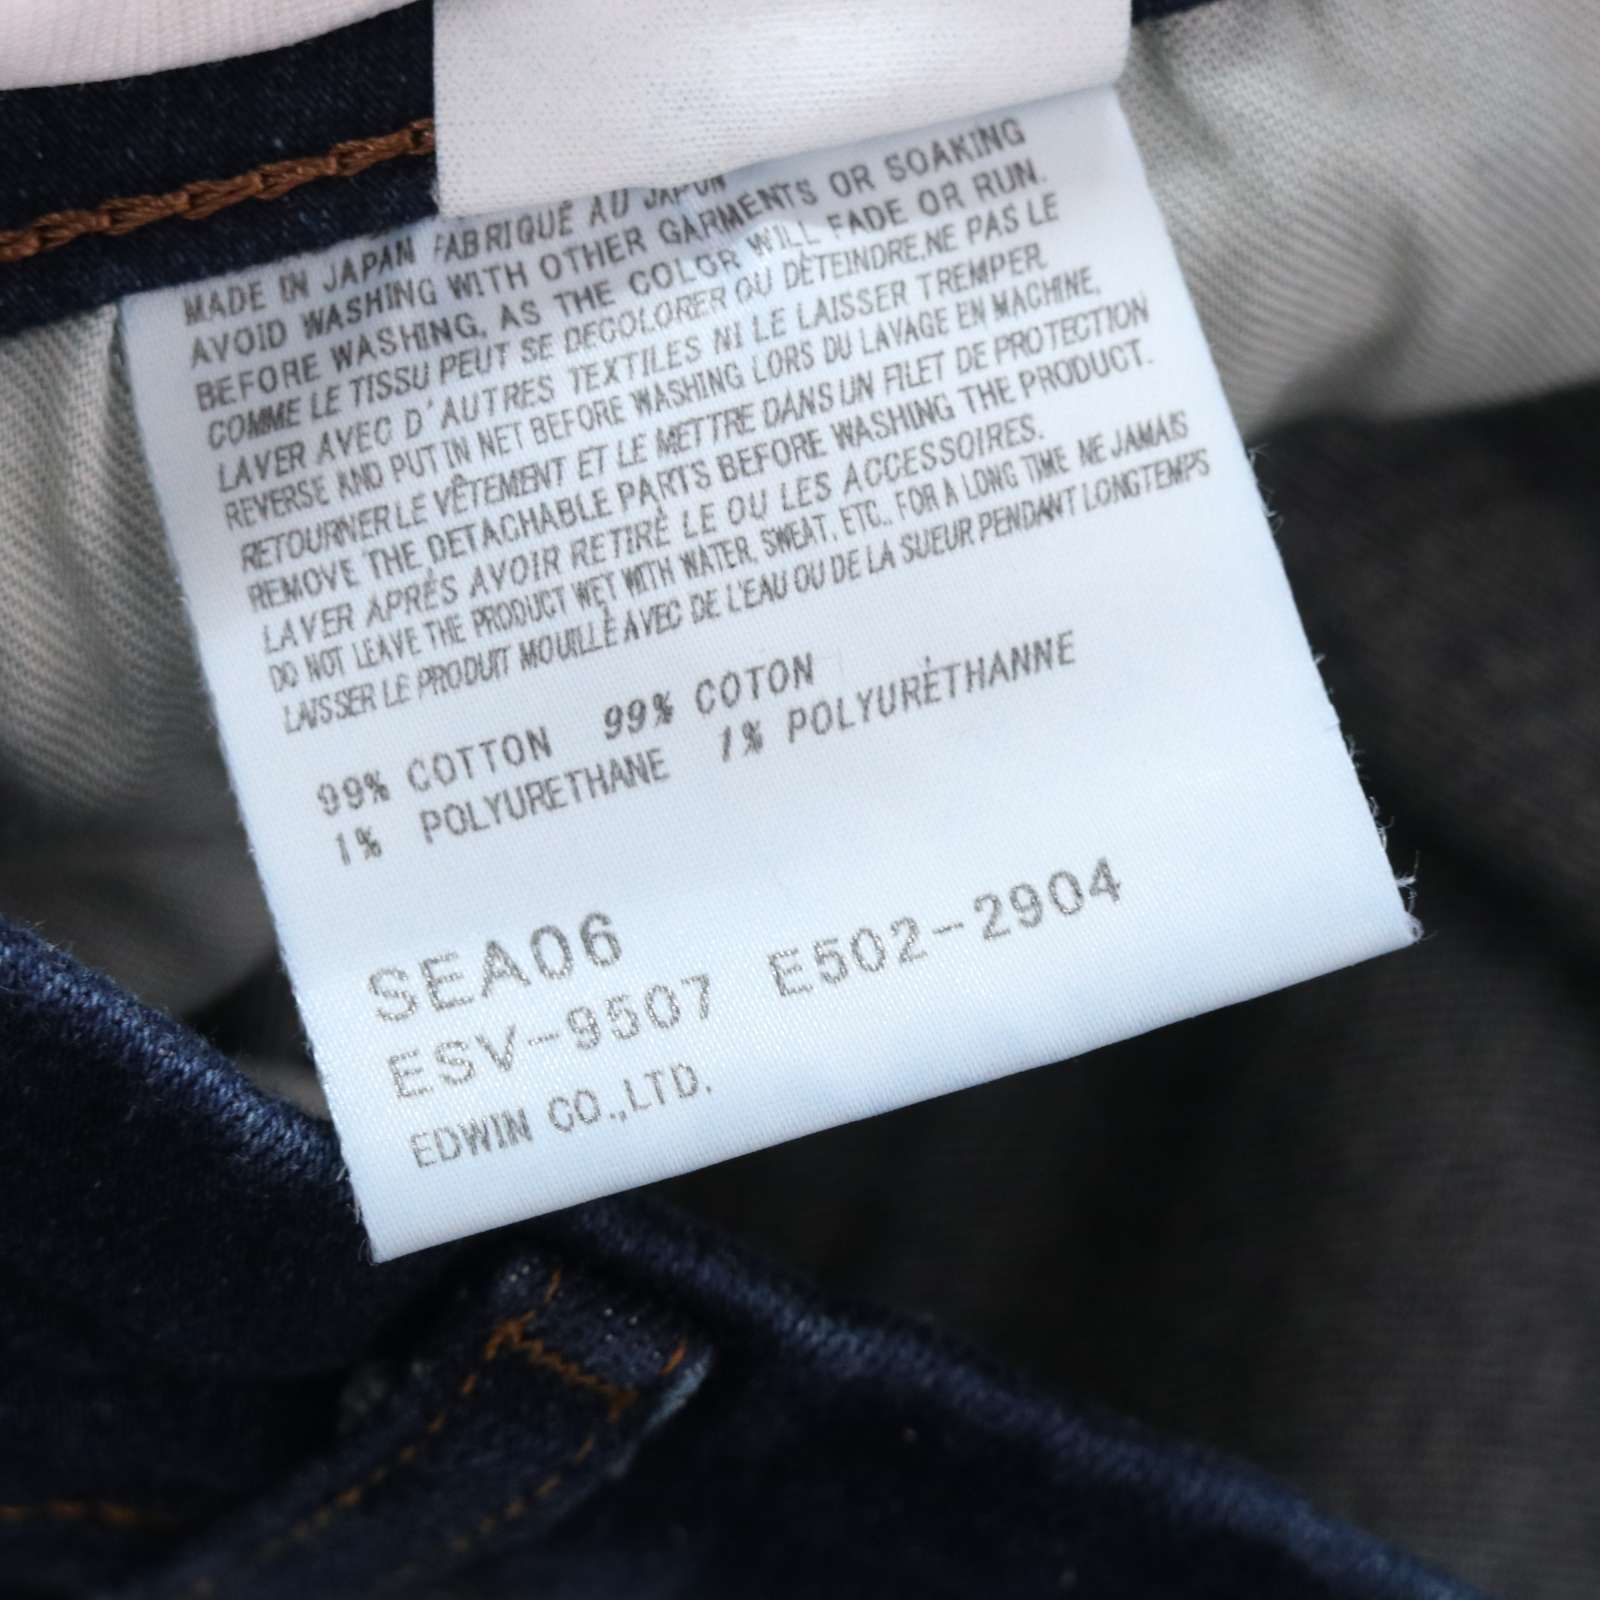 MADE IN JAPAN FABRIQUÉ AU JAPON
AVOID WASHING WITH OTHER GARMENTS OR SOAKING
BEFORE WASHING, AS THE COLOR WILL FADE OR RUN.
COMME LE TISSU PEUT SE DECOLORER OU DÈTEINDRE,NE PAS LE
LAVER AVEC D'AUTRES TEXTILES NI LE LAISSER TREMPER.
REVERSE AND PUT IN NET BEFORE WASHING LORS DU LAVAGE EN MACHINE,
RETOURNER LE VÊTEMENT ET LE METTRE DANS UN FILET DE PROTECTION
REMOVE THE DETACHABLE PARTS BEFORE WASHING THE PRODUCT.
LAVER APRÈS AVOIR RETIRÈ LE OU LES ACCESSOIRES.
DO NOT LEAVE THE PRODUCT WET WITH WATER, SWEAT, ETC., FOR A LONG TIME NE JAMAIS
LAISSER LE PRODUIT MOUILLÈ AVEC DE L'EAU OU DE LA SUEUR PENDANT LONGTEMPS
99% COTTON 99% COTON
1% POLYURETHANE 1% POLYURÈTHANNE
SEA06
ESV-9507 E502-2904
EDWIN CO.,LTD.